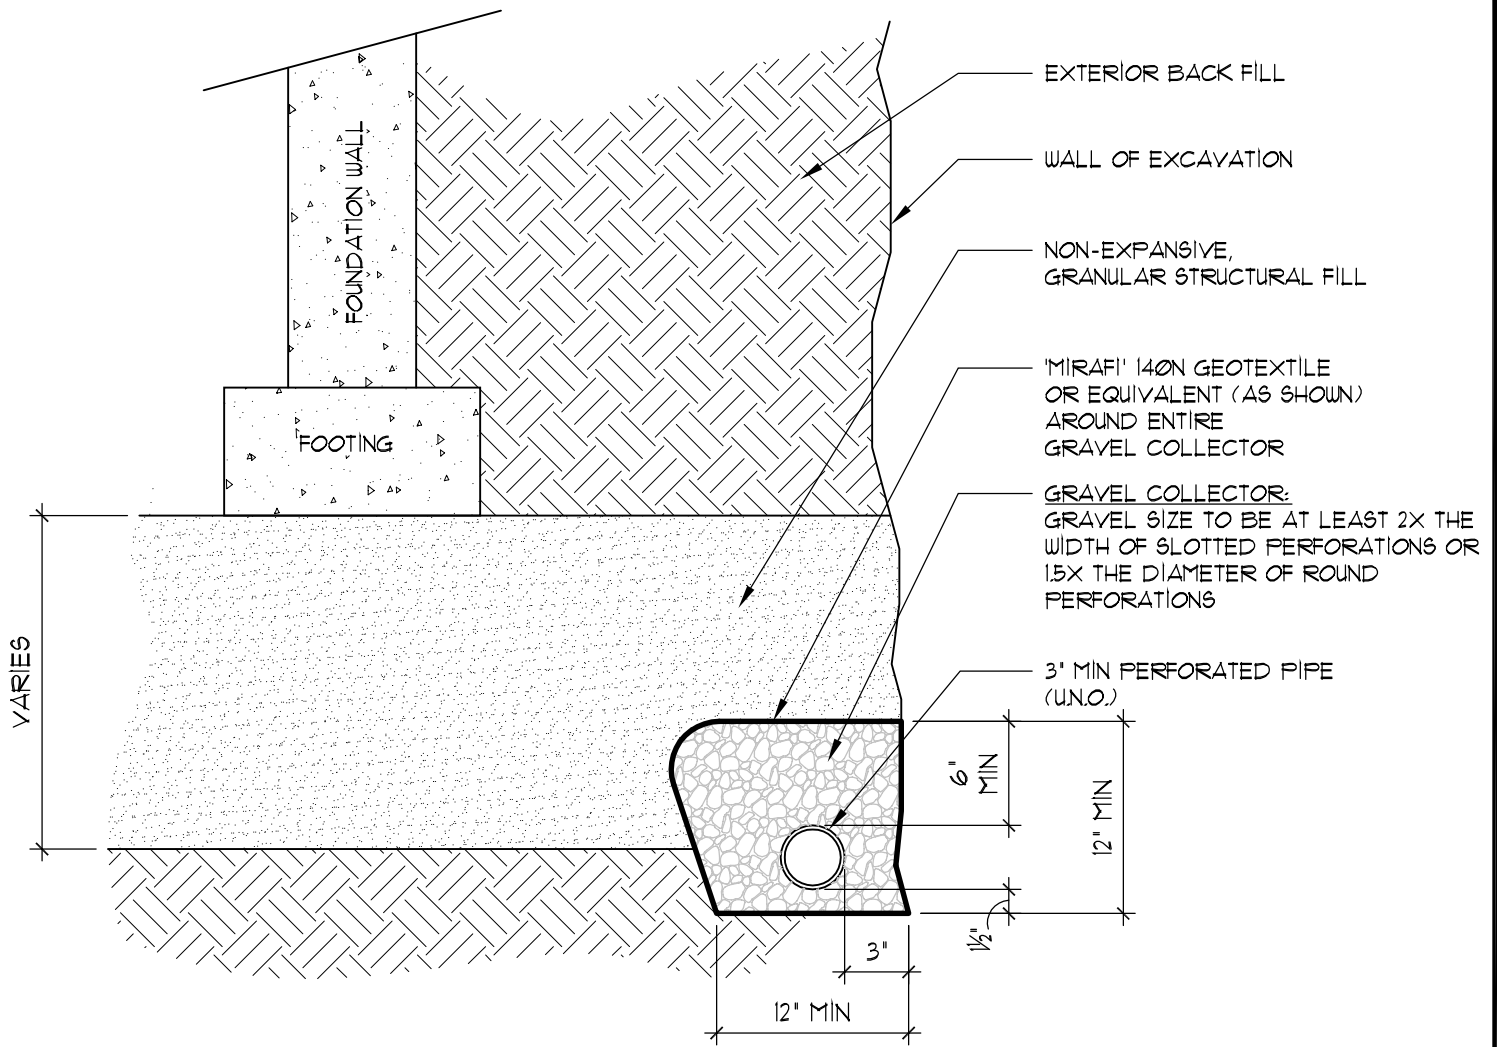 EXTERIOR BACK FILL
WALL OF EXCAVATION
NON-EXPANSIVE,
GRANULAR STRUCTURAL FILL
'MIRAFI' 140N GEOTEXTILE
OR EQUIVALENT (AS SHOWN)
AROUND ENTIRE
GRAVEL COLLECTOR
GRAVEL COLLECTOR:
GRAVEL SIZE TO BE AT LEAST 2X THE
WIDTH OF SLOTTED PERFORATIONS OR
1.5X THE DIAMETER OF ROUND
PERFORATIONS
3" MIN PERFORATED PIPE
(U.N.O.)
FOUNDATION WALL
FOOTING
VARIES
6"
MIN
12" MIN
1½"
3"
12" MIN